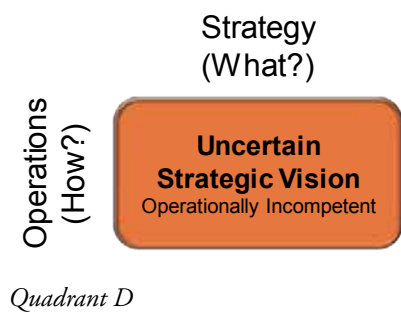 Strategy
(What?)
Operations
(How?)
Uncertain
Strategic Vision
Operationally Incompetent
Quadrant D